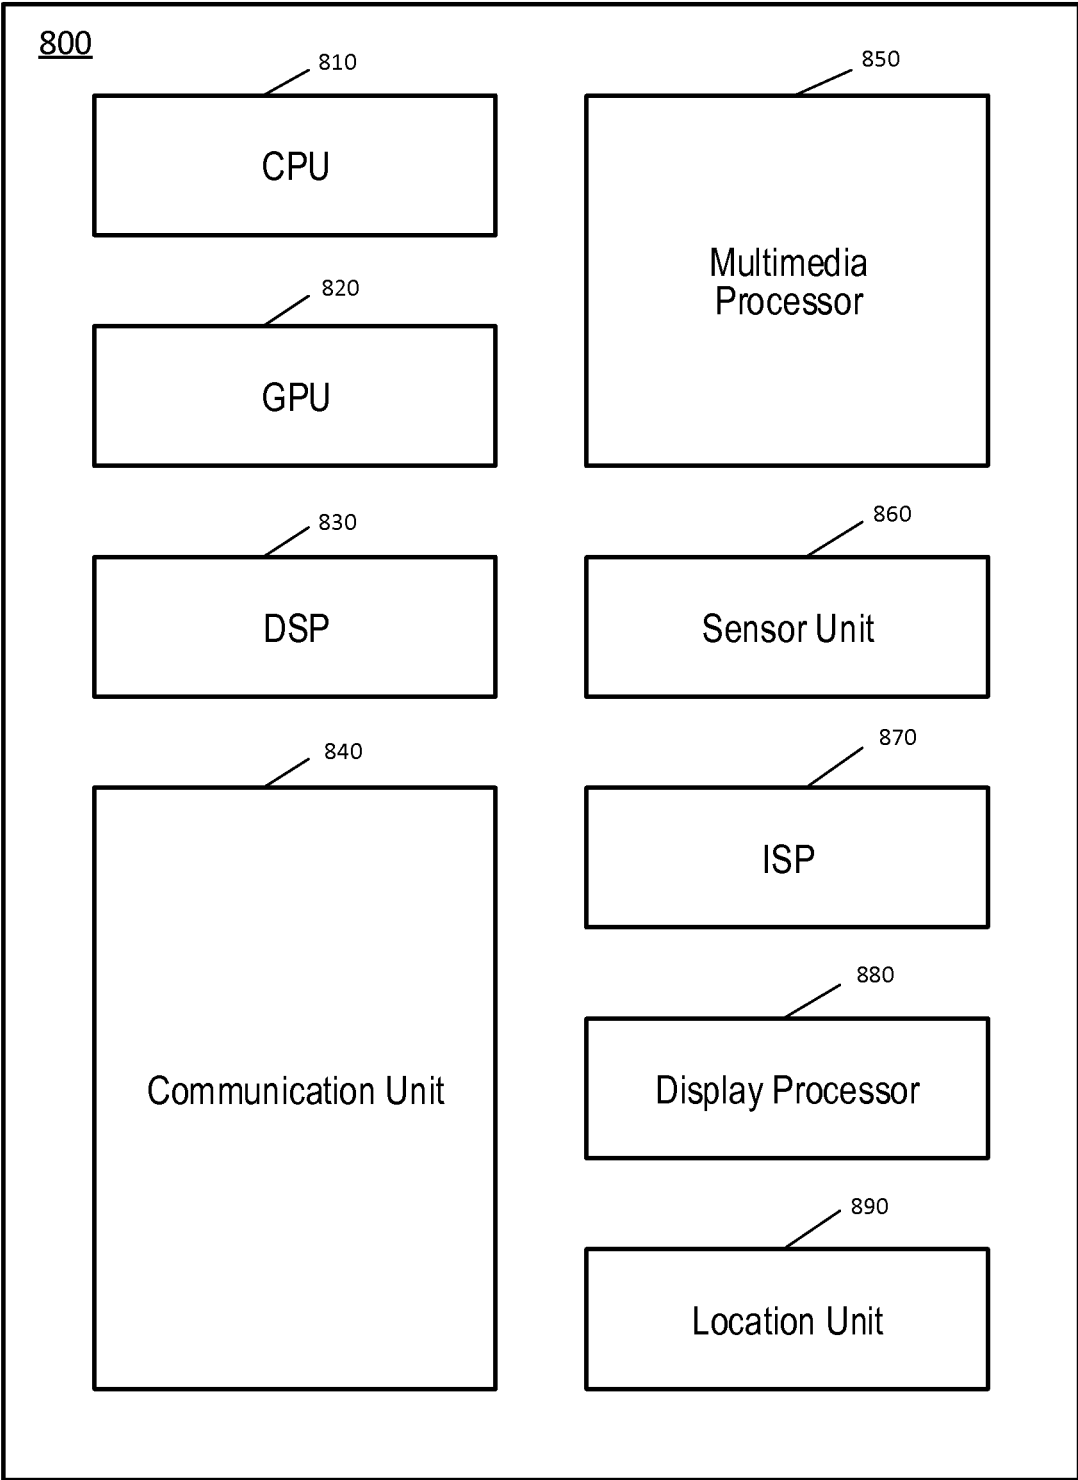 800
810
CPU
820
GPU
830
DSP
840
Communication Unit
850
Multimedia
Processor
860
Sensor Unit
870
ISP
880
Display Processor
890
Location Unit